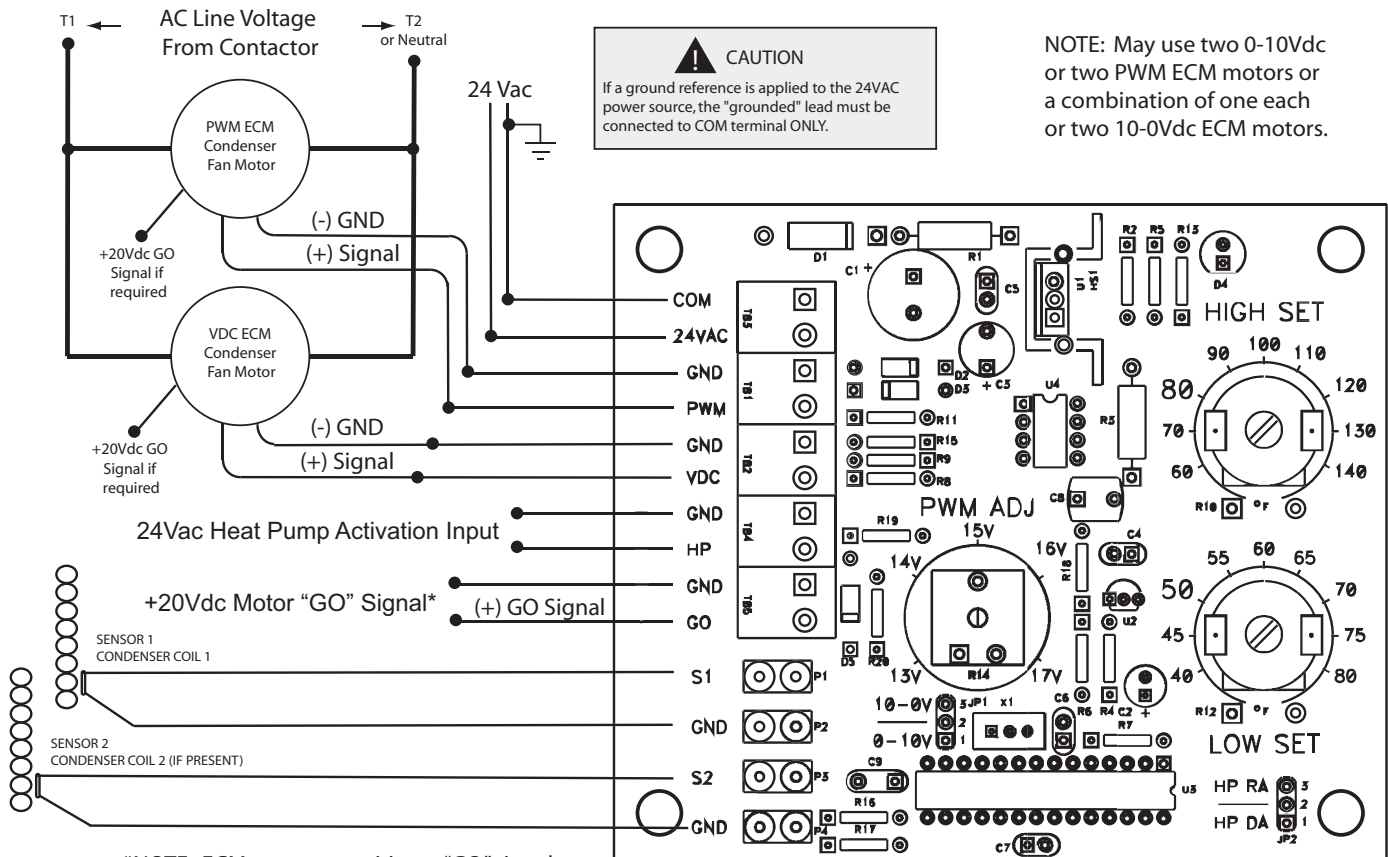 T1
AC Line Voltage
From Contactor
T2
or Neutral
PWM ECM
Condenser
Fan Motor
24 Vac
CAUTION
If a ground reference is applied to the 24VAC
power source, the "grounded" lead must be
connected to COM terminal ONLY.
NOTE: May use two 0-10Vdc
or two PWM ECM motors or
a combination of one each
or two 10-0Vdc ECM motors.
(-) GND
(+) Signal
+20Vdc GO
Signal if
required
VDC ECM
Condenser
Fan Motor
(-) GND
(+) Signal
+20Vdc GO
Signal if
required
24Vac Heat Pump Activation Input
+20Vdc Motor “GO” Signal*
(+) GO Signal
SENSOR 1
CONDENSER COIL 1
SENSOR 2
CONDENSER COIL 2 (IF PRESENT)
COM
24VAC
GND
PWM
GND
VDC
GND
HP
GND
GO
S1
GND
S2
GND
TB3
TB1
TB2
TB4
TB5
P1
P2
P3
P4
D1
C1 +
R1
C5
U1
HS1
R2
R5
R13
D4
D2
D3
+ C3
U4
R3
R11
R15
R9
R8
C8
R19
D5
R20
HIGH SET
60
70
80
90
100
110
120
130
140
R10
°F
PWM ADJ
13V
14V
15V
16V
17V
R14
R18
C4
U2
R6
R4
C2
+
R7
40
45
50
55
60
65
70
75
80
R12
°F
LOW SET
10-0V
0-10V
3
2
1
JP1
X1
C6
C9
R16
R17
U3
C7
HP RA
HP DA
3
2
1
JP2